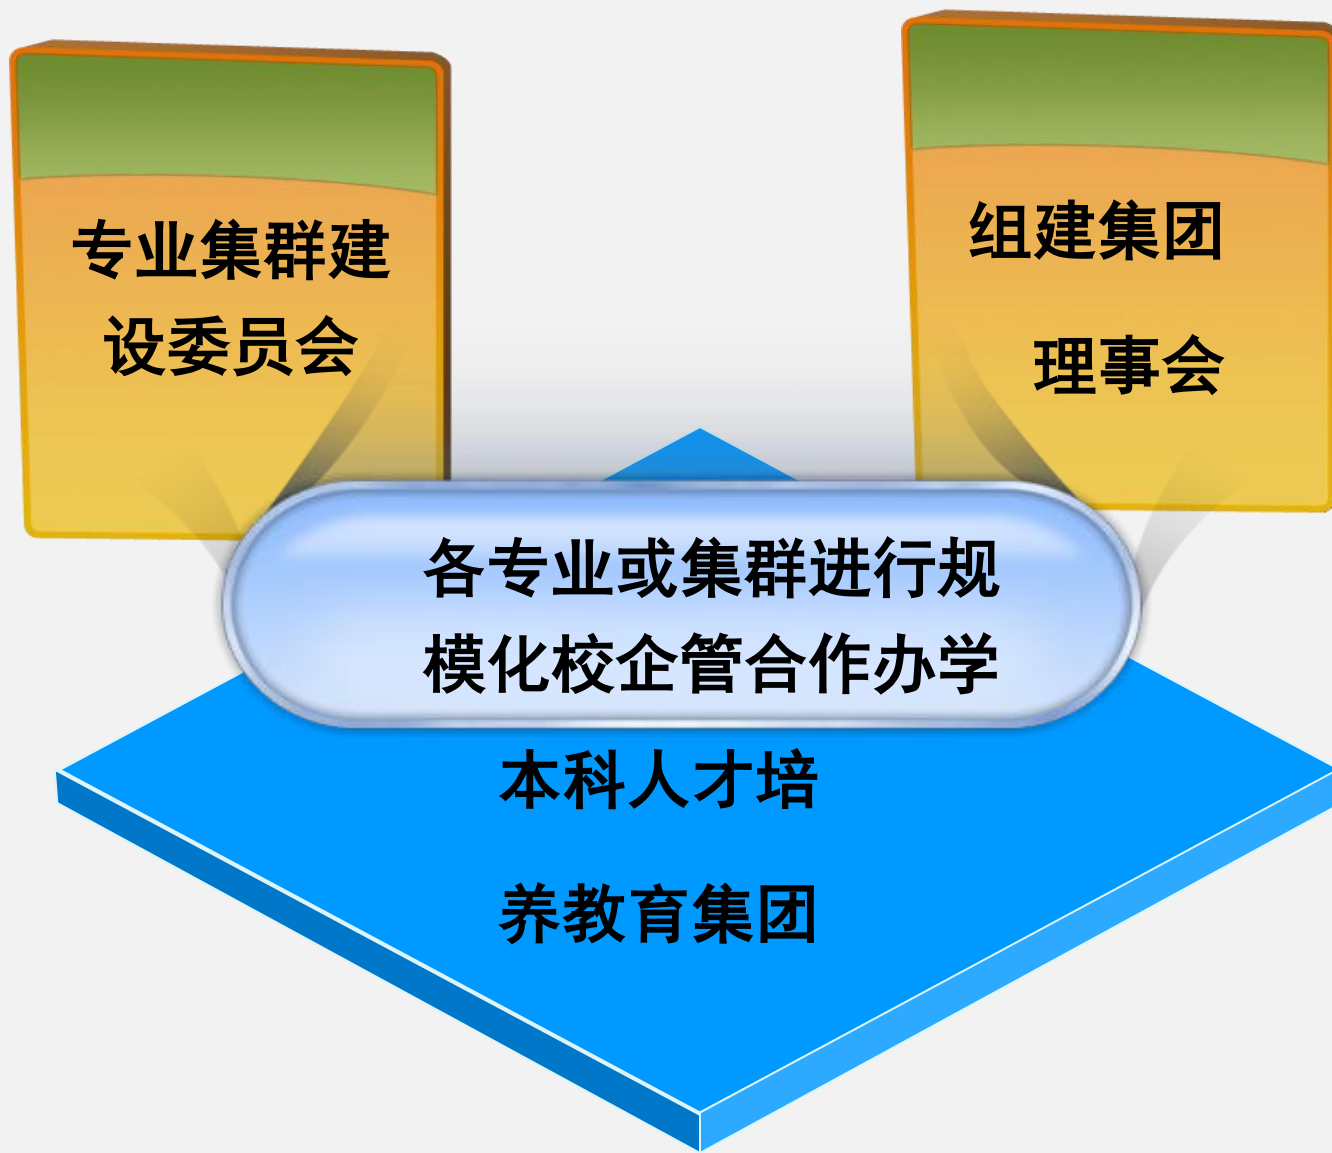 专业集群建
设委员会
组建集团
理事会
各专业或集群进行规
模化校企管合作办学
本科人才培
养教育集团